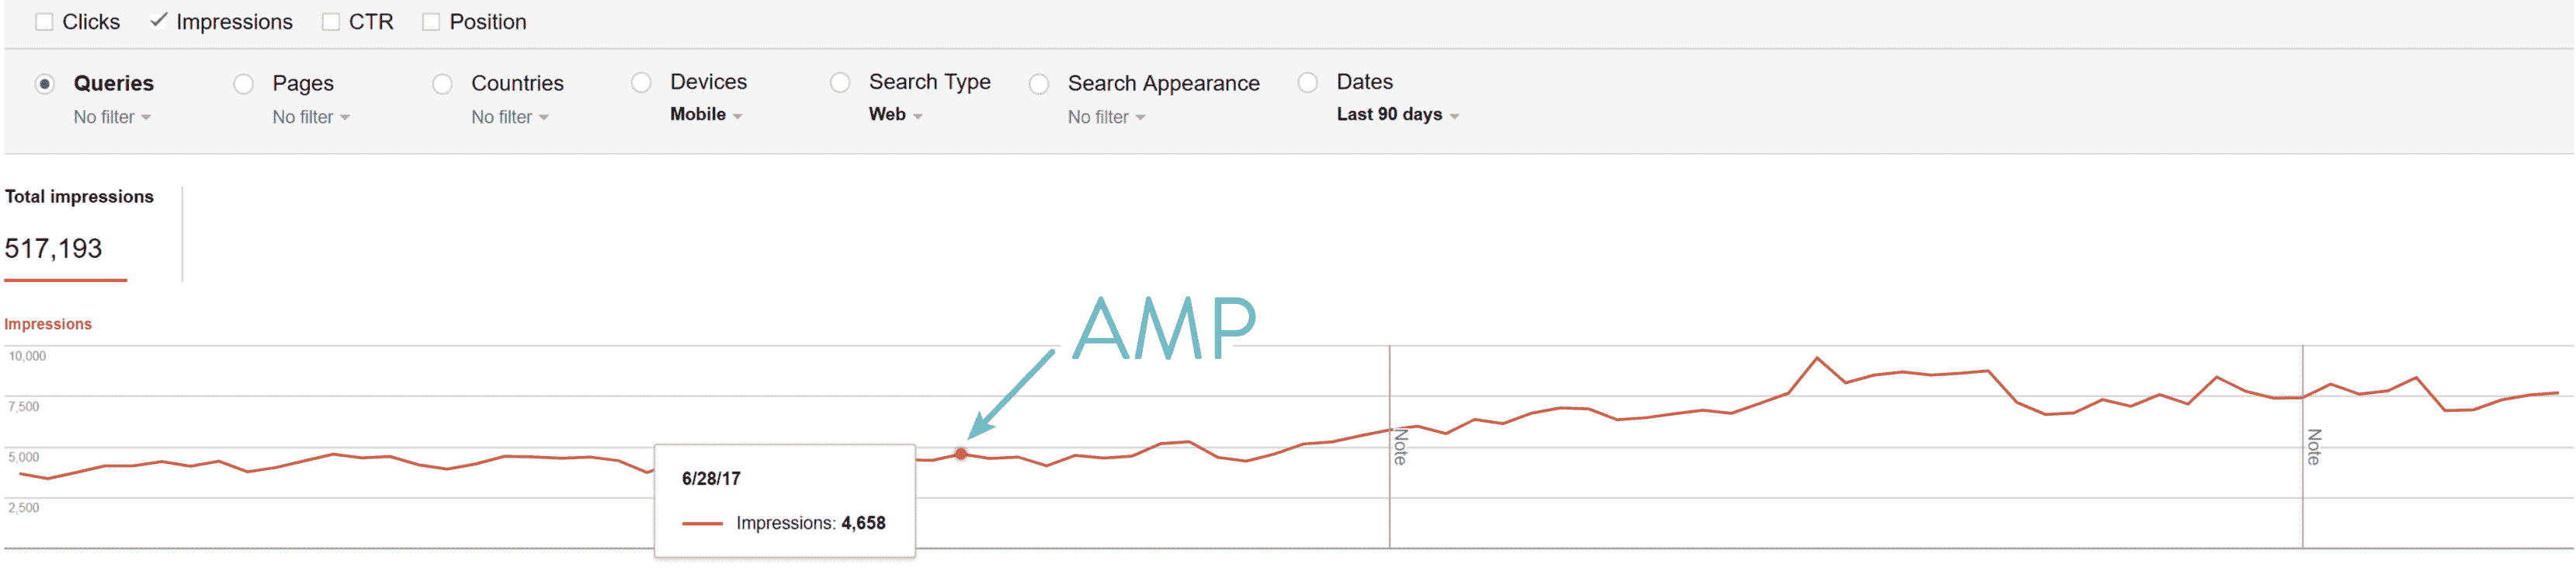 Clicks Impressions CTR Position
Queries Pages Countries Devices Search Type Search Appearance Dates
No filter No filter No filter Mobile Web No filter Last 90 days
Total impressions
517,193
Impressions
AMP
10,000
7,500
5,000
2,500
6/28/17
Impressions: 4,658
Note
Note